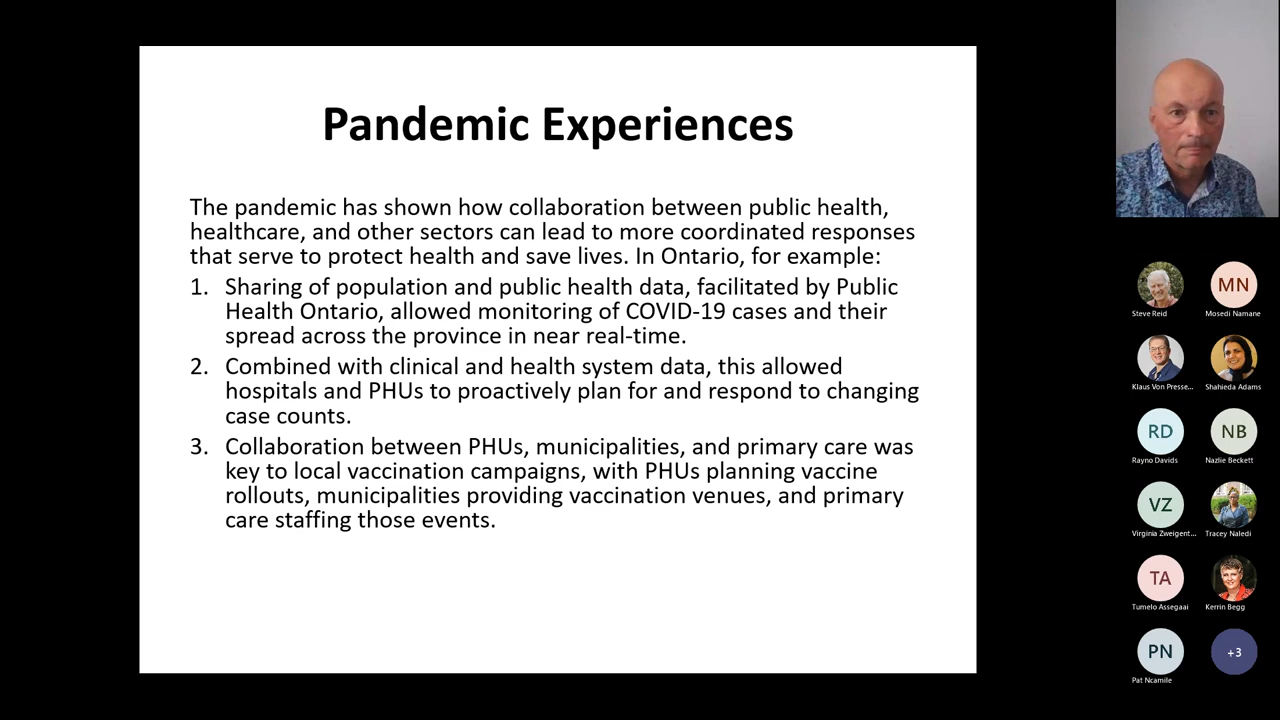 Pandemic Experiences
The pandemic has shown how collaboration between public health,
healthcare, and other sectors can lead to more coordinated responses
that serve to protect health and save lives. In Ontario, for example:
1. Sharing of population and public health data, facilitated by Public
Health Ontario, allowed monitoring of COVID-19 cases and their
spread across the province in near real-time.
2. Combined with clinical and health system data, this allowed
hospitals and PHUs to proactively plan for and respond to changing
case counts.
3. Collaboration between PHUs, municipalities, and primary care was
key to local vaccination campaigns, with PHUs planning vaccine
rollouts, municipalities providing vaccination venues, and primary
care staffing those events.
MN
Steve Reid
Mosedi Namane
Klaus Von Presse...
Shahieda Adams
RD
NB
Rayno Davids
Nazlie Beckett
VZ
Virginia Zweigent...
Tracey Naledi
TA
Tumelo Assegaai
Kerrin Begg
PN
+3
Pat Ncamile